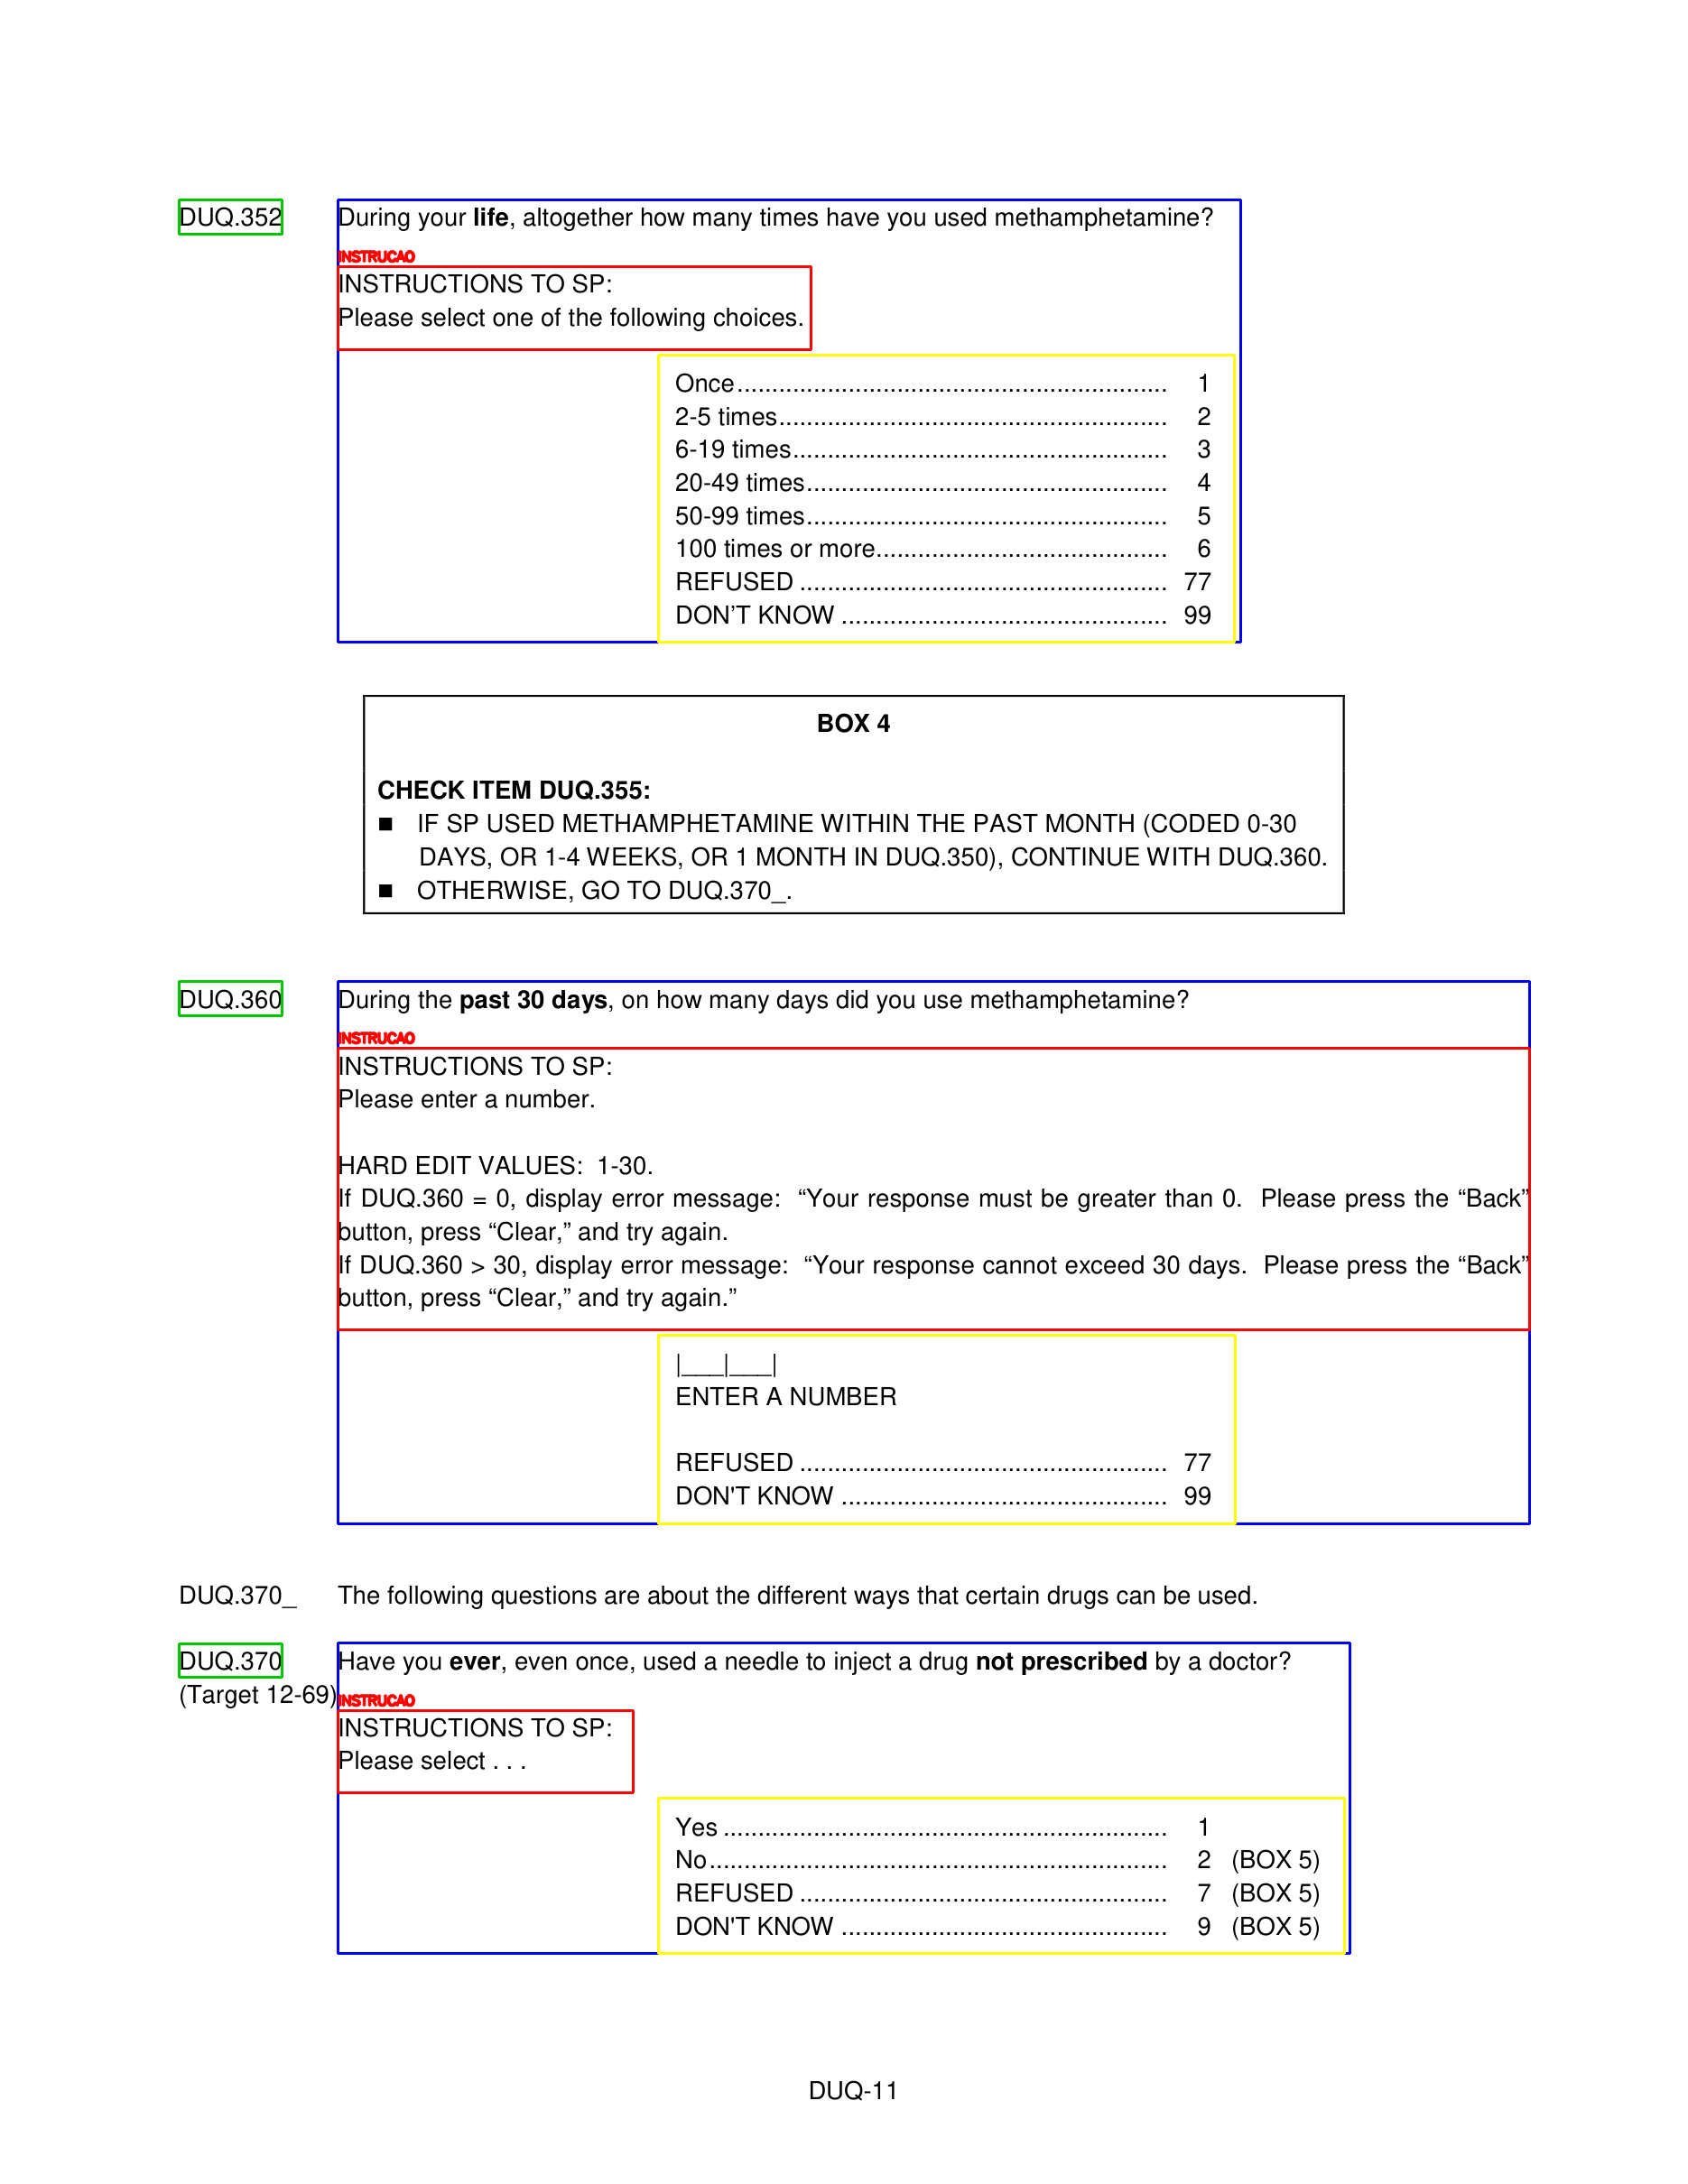 DUQ.352 During your life, altogether how many times have you used methamphetamine?
INSTRUCAO
INSTRUCTIONS TO SP:
Please select one of the following choices.
Once.............................................................. 1
2-5 times........................................................ 2
6-19 times...................................................... 3
20-49 times.................................................... 4
50-99 times.................................................... 5
100 times or more.......................................... 6
REFUSED ..................................................... 77
DON’T KNOW ............................................... 99
BOX 4
CHECK ITEM DUQ.355:
■ IF SP USED METHAMPHETAMINE WITHIN THE PAST MONTH (CODED 0-30
DAYS, OR 1-4 WEEKS, OR 1 MONTH IN DUQ.350), CONTINUE WITH DUQ.360.
■ OTHERWISE, GO TO DUQ.370_.
DUQ.360 During the past 30 days, on how many days did you use methamphetamine?
INSTRUCAO
INSTRUCTIONS TO SP:
Please enter a number.
HARD EDIT VALUES: 1-30.
If DUQ.360 = 0, display error message: “Your response must be greater than 0. Please press the “Back”
button, press “Clear,” and try again.
If DUQ.360 > 30, display error message: “Your response cannot exceed 30 days. Please press the “Back”
button, press “Clear,” and try again.”
|___|___|
ENTER A NUMBER
REFUSED ..................................................... 77
DON'T KNOW ............................................... 99
DUQ.370_ The following questions are about the different ways that certain drugs can be used.
DUQ.370 Have you ever, even once, used a needle to inject a drug not prescribed by a doctor?
(Target 12-69) INSTRUCAO
INSTRUCTIONS TO SP:
Please select . . .
Yes ................................................................ 1
No.................................................................. 2 (BOX 5)
REFUSED ..................................................... 7 (BOX 5)
DON'T KNOW ............................................... 9 (BOX 5)
DUQ-11